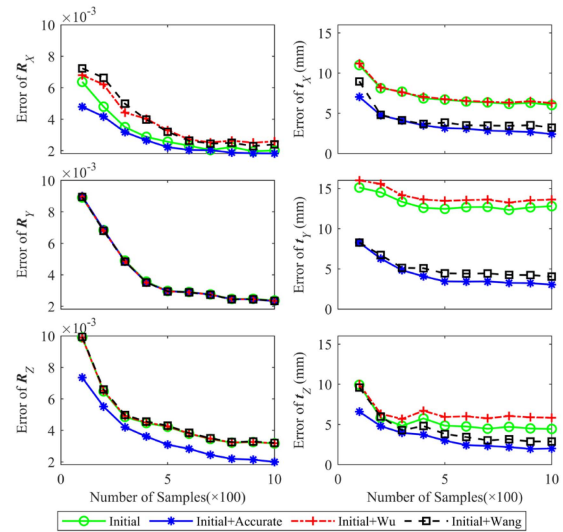 × 10⁻³
10
8
6
4
2
Error of R_X
15
10
5
0
Error of t_X (mm)
× 10⁻³
10
8
6
4
2
Error of R_Y
15
10
5
0
Error of t_Y (mm)
× 10⁻³
10
8
6
4
2
0 5 10
Error of R_Z
Number of Samples(×100)
15
10
5
0
0 5 10
Error of t_Z (mm)
Number of Samples(×100)
Initial Initial+Accurate Initial+Wu Initial+Wang